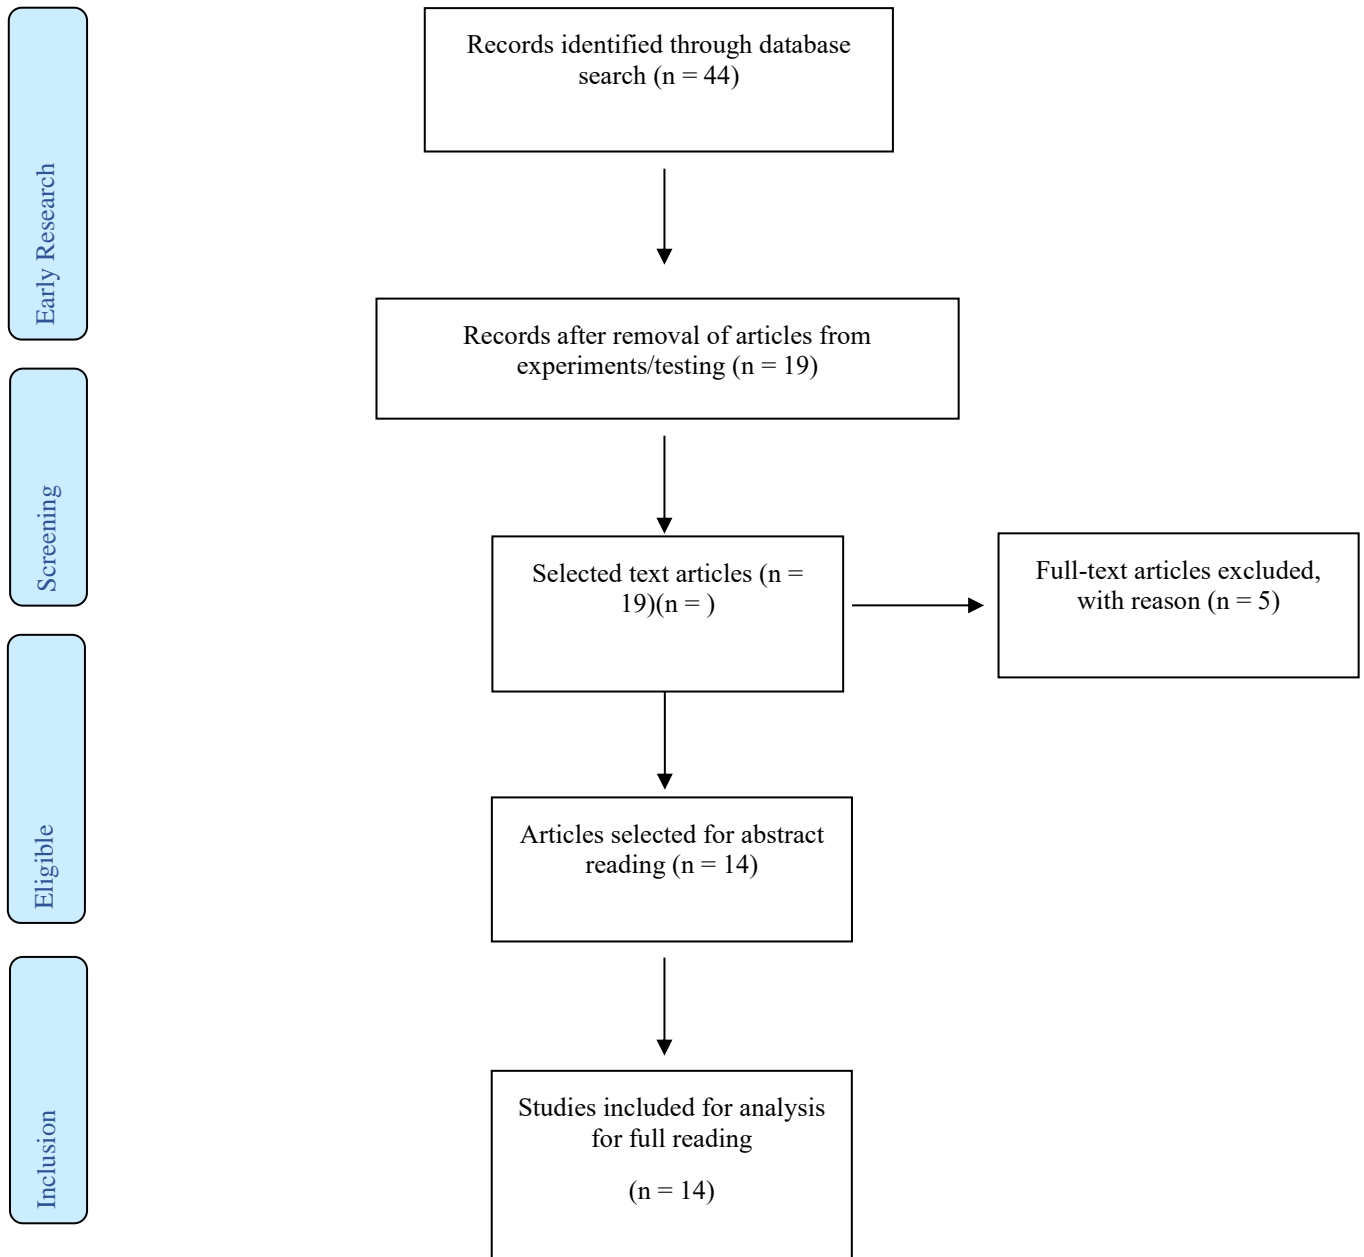 Early Research
Records identified through database
search (n = 44)
Records after removal of articles from
experiments/testing (n = 19)
Screening
Selected text articles (n =
19)(n = )
Full-text articles excluded,
with reason (n = 5)
Eligible
Articles selected for abstract
reading (n = 14)
Inclusion
Studies included for analysis
for full reading
(n = 14)